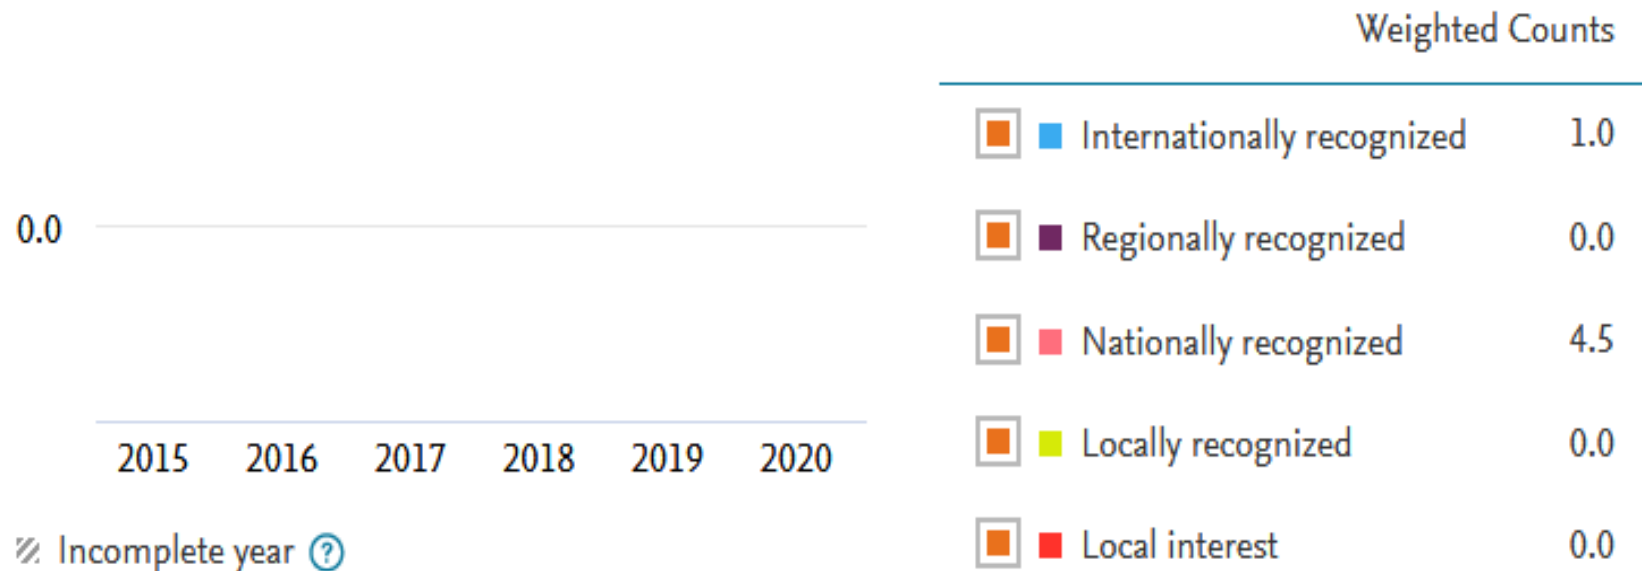 Weighted Counts
Internationally recognized 1.0
0.0
Regionally recognized 0.0
Nationally recognized 4.5
Locally recognized 0.0
2015 2016 2017 2018 2019 2020
Incomplete year ?
Local interest 0.0